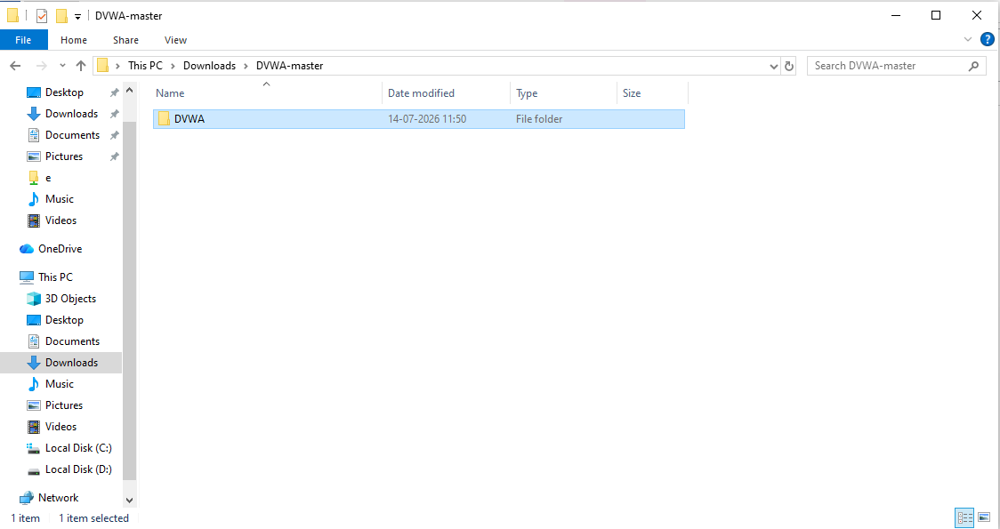 DVWA-master
File Home Share View
This PC Downloads DVWA-master
Search DVWA-master
Name Date modified Type Size
DVWA 14-07-2026 11:50 File folder
Desktop
Downloads
Documents
Pictures
e
Music
Videos
OneDrive
This PC
3D Objects
Desktop
Documents
Downloads
Music
Pictures
Videos
Local Disk (C:)
Local Disk (D:)
Network
1 item 1 item selected